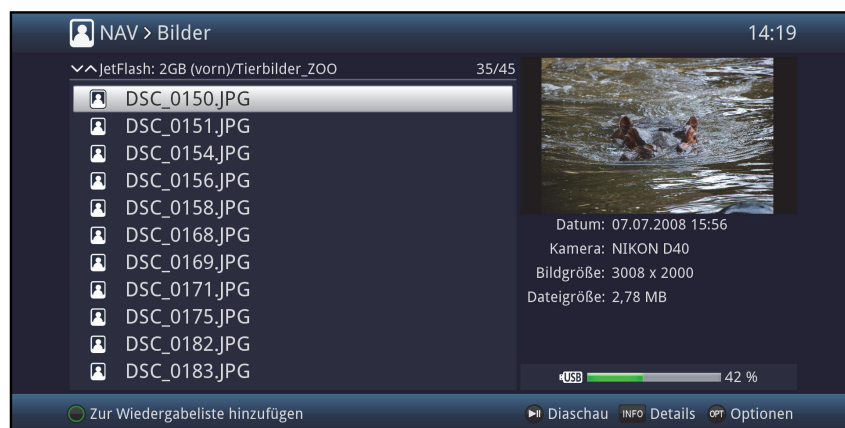 NAV > Bilder 14:19
JetFlash: 2GB (vorn)/Tierbilder_ZOO 35/45
DSC_0150.JPG
DSC_0151.JPG
DSC_0154.JPG
DSC_0156.JPG
DSC_0158.JPG
DSC_0168.JPG
DSC_0169.JPG
DSC_0171.JPG
DSC_0175.JPG
DSC_0182.JPG
DSC_0183.JPG
Datum: 07.07.2008 15:56
Kamera: NIKON D40
Bildgröße: 3008 x 2000
Dateigröße: 2,78 MB
USB 42 %
Zur Wiedergabeliste hinzufügen Diaschau INFO Details OPT Optionen